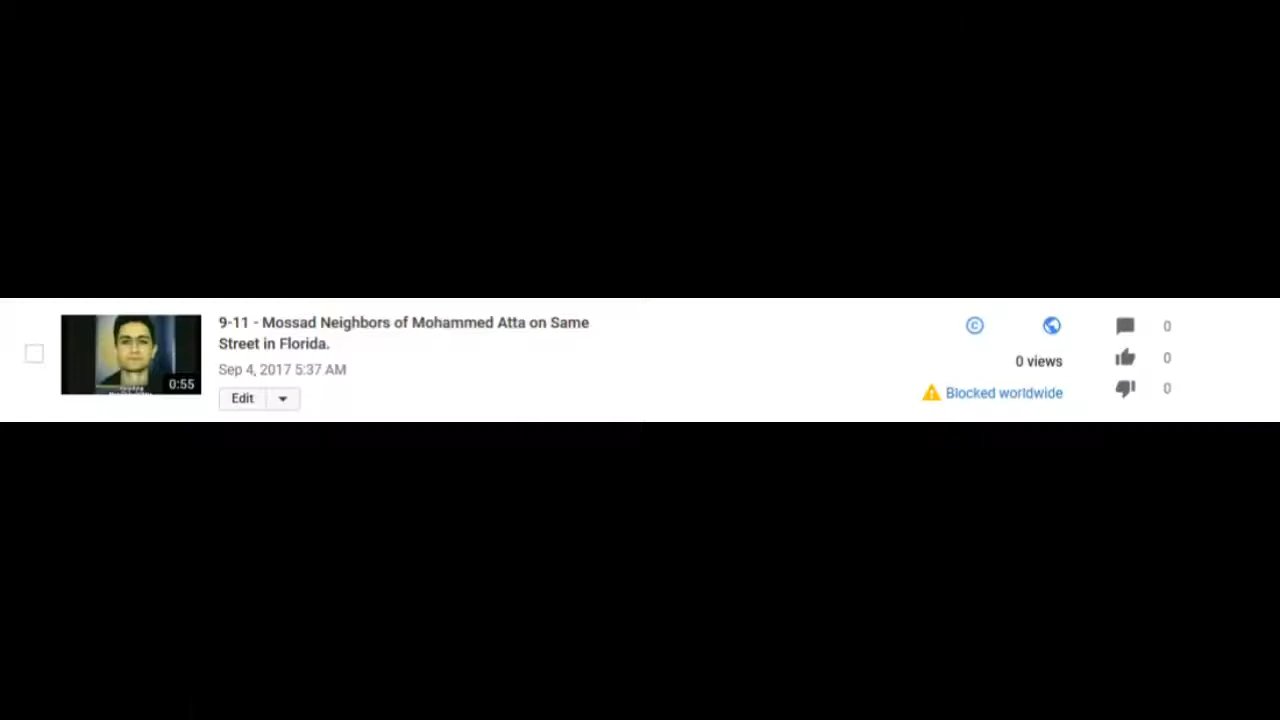 9-11 - Mossad Neighbors of Mohammed Atta on Same
Street in Florida.
Sep 4, 2017 5:37 AM
Edit
0:55
0 views
Blocked worldwide
0
0
0